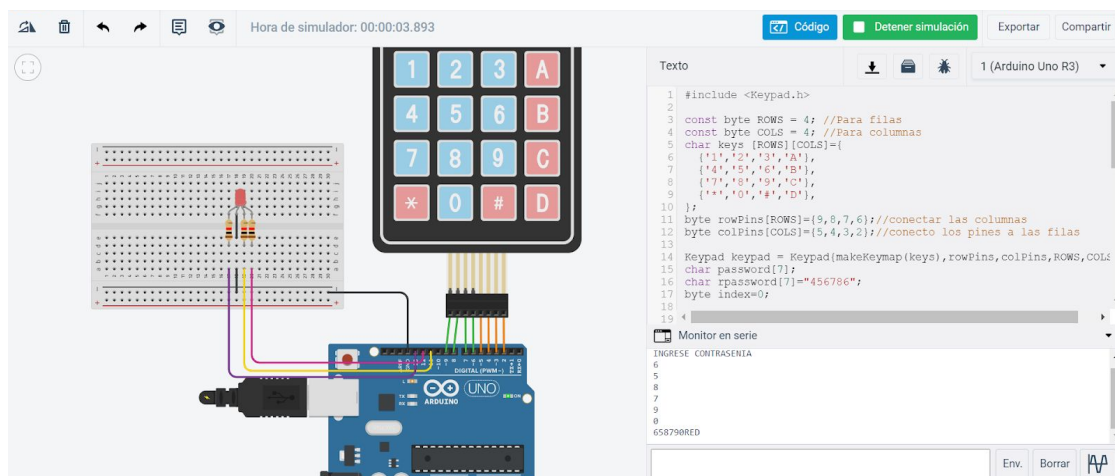 Hora de simulador: 00:00:03.893
Código
Detener simulación
Exportar
Compartir
1 2 3 A
4 5 6 B
7 8 9 C
* 0 # D
DIGITAL (PWM~)
UNO
ARDUINO
L
TX
RX
ON
Texto
1 (Arduino Uno R3)
1 #include <Keypad.h>
2
3 const byte ROWS = 4; //Para filas
4 const byte COLS = 4; //Para columnas
5 char keys [ROWS][COLS]={
6 {'1','2','3','A'},
7 {'4','5','6','B'},
8 {'7','8','9','C'},
9 {'*','0','#','D'},
10 };
11 byte rowPins[ROWS]={9,8,7,6};//conectar las columnas
12 byte colPins[COLS]={5,4,3,2};//conecto los pines a las filas
13
14 Keypad keypad = Keypad(makeKeymap(keys),rowPins,colPins,ROWS,COLS
15 char password[7];
16 char rpassword[7]="456786";
17 byte index=0;
18
19
Monitor en serie
INGRESE CONTRASENIA
6
5
8
7
9
0
658790RED
Env.
Borrar